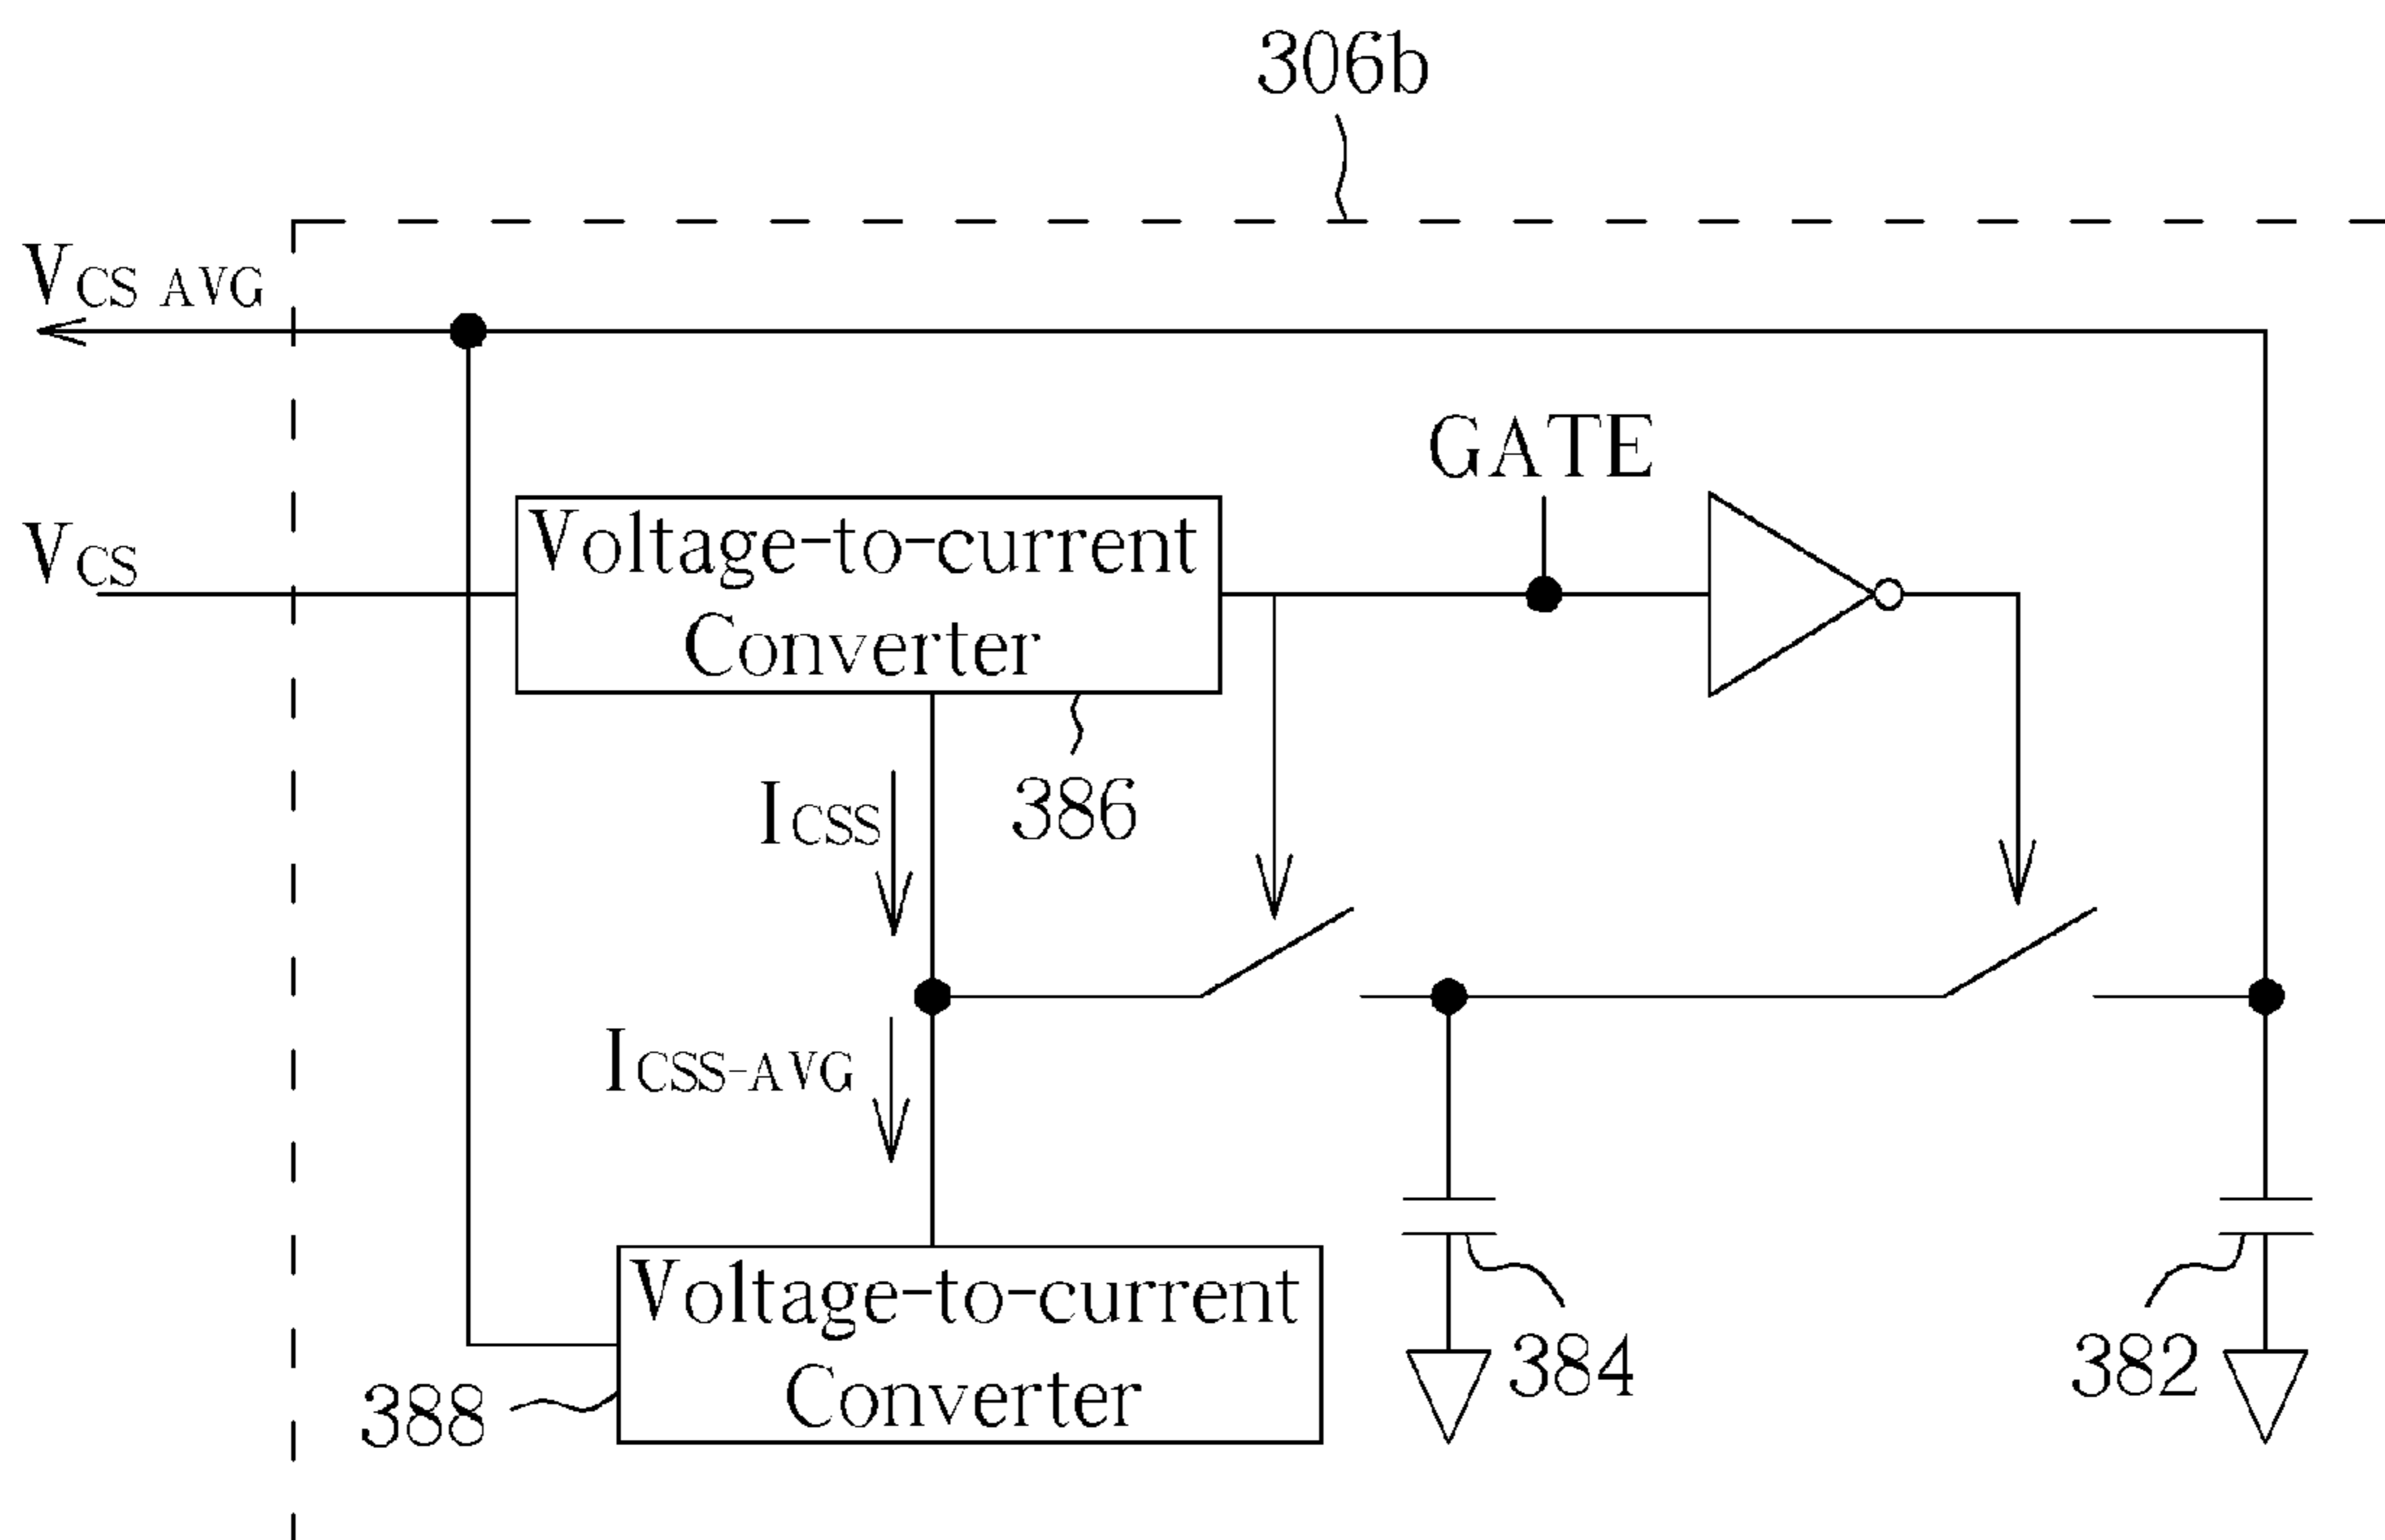 306b
VCS AVG
GATE
VCS
Voltage-to-current
Converter
ICSS
386
ICSS-AVG
Voltage-to-current
Converter
388
384
382